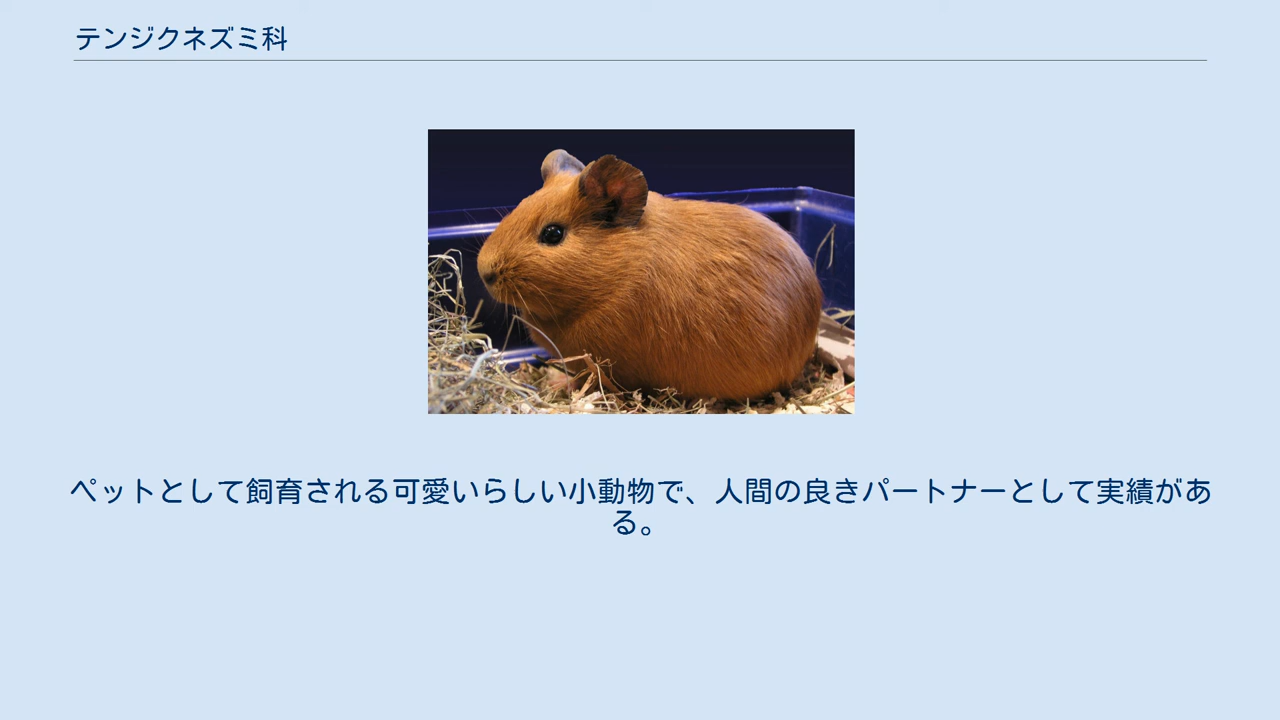 テンジクネズミ科
ペットとして飼育される可愛いらしい小動物で、人間の良きパートナーとして実績があ
る。